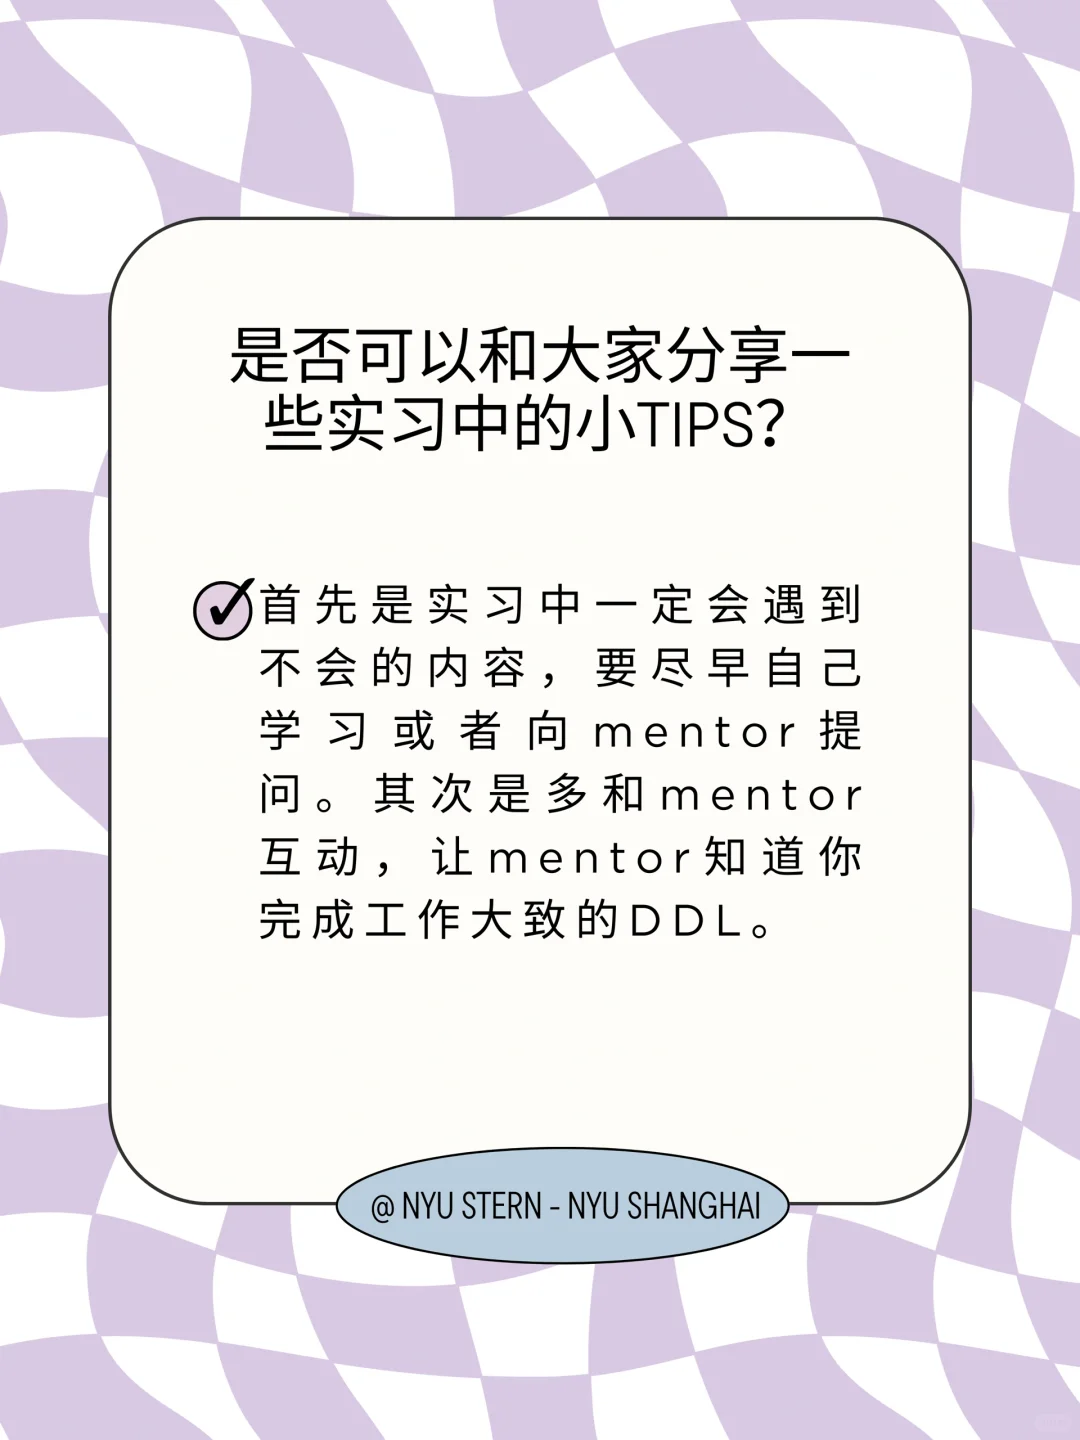 是否可以和大家分享一
些实习中的小TIPS？
首先是实习中一定会遇到
不会的内容，要尽早自己
学习或者向mentor提
问。其次是多和mentor
互动，让mentor知道你
完成工作大致的DDL。
@ NYU STERN - NYU SHANGHAI